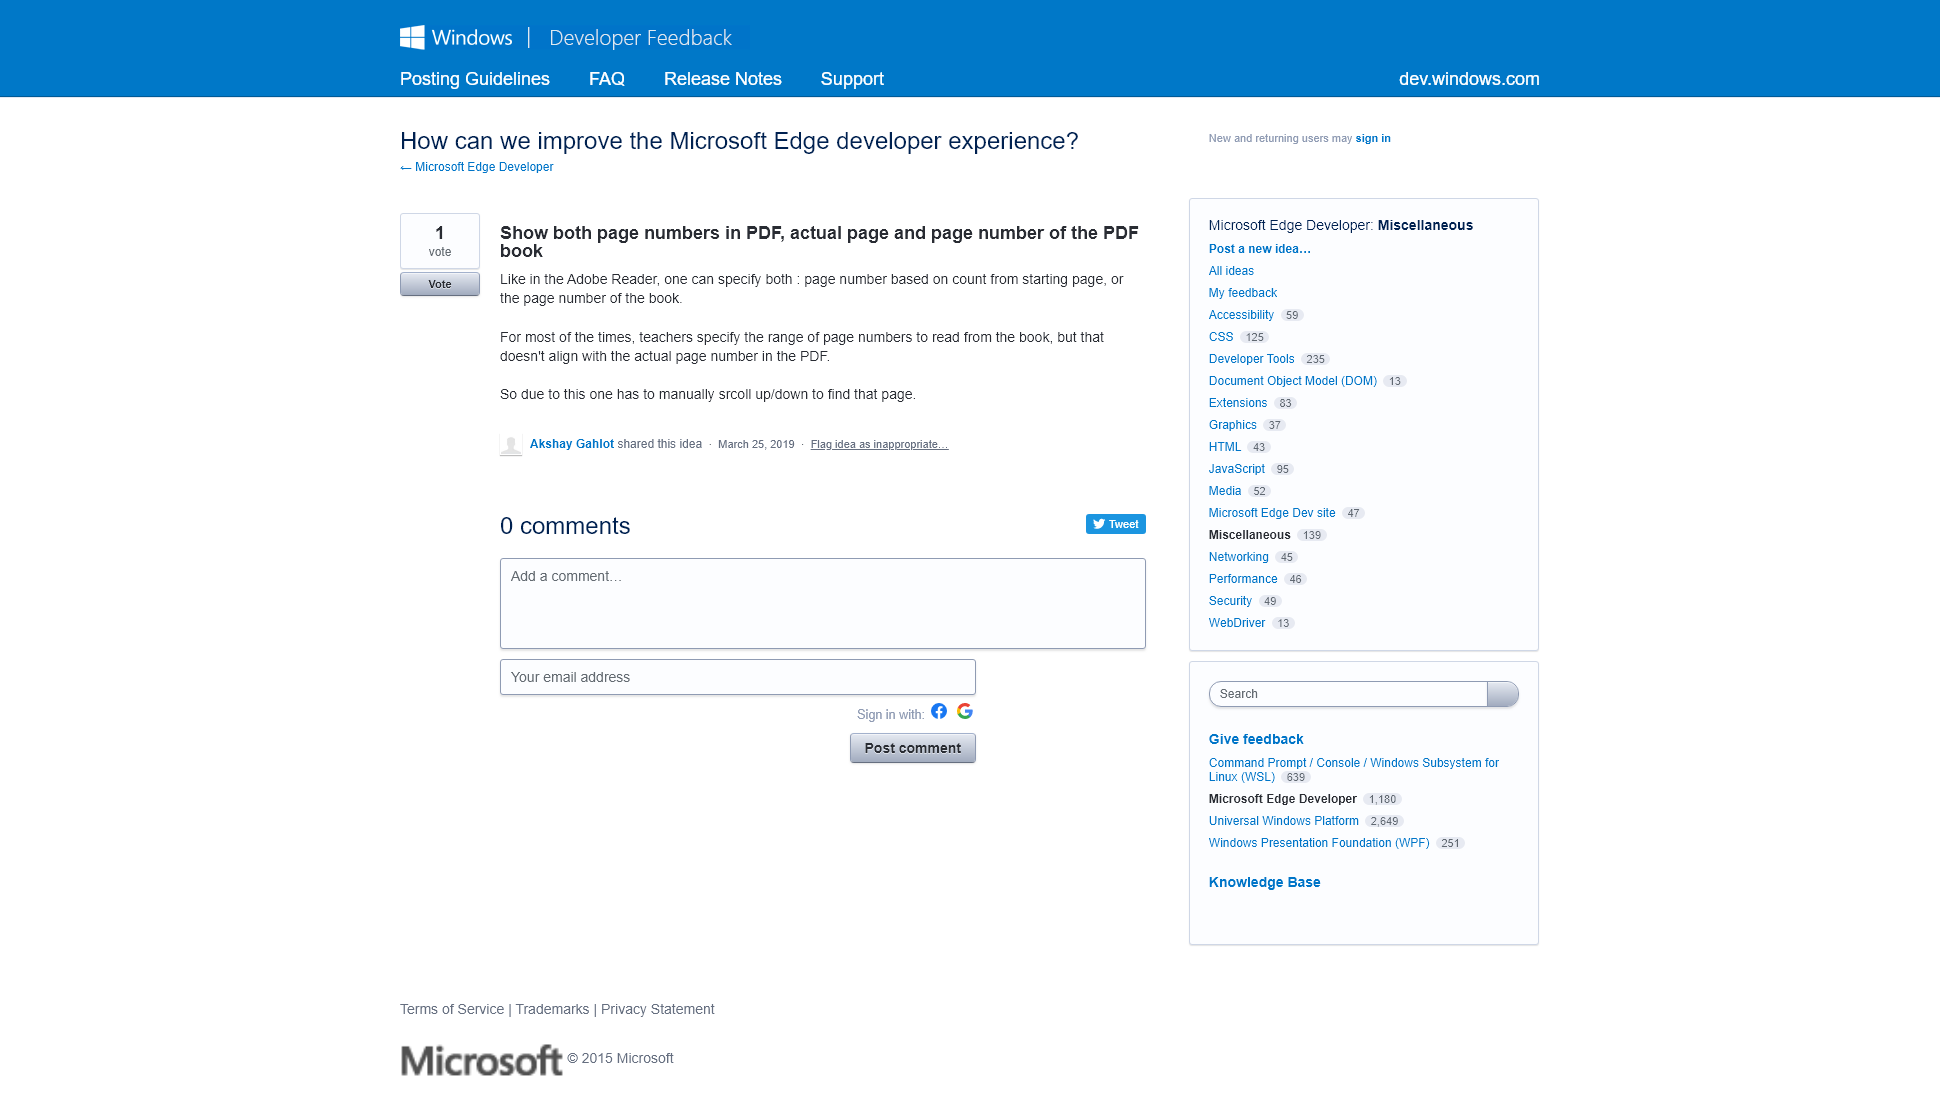 Windows | Developer Feedback
Posting Guidelines FAQ Release Notes Support dev.windows.com
How can we improve the Microsoft Edge developer experience?
← Microsoft Edge Developer
New and returning users may sign in
1
vote
Vote
Show both page numbers in PDF, actual page and page number of the PDF
book
Like in the Adobe Reader, one can specify both : page number based on count from starting page, or
the page number of the book.
For most of the times, teachers specify the range of page numbers to read from the book, but that
doesn't align with the actual page number in the PDF.
So due to this one has to manually srcoll up/down to find that page.
Akshay Gahlot shared this idea · March 25, 2019 · Flag idea as inappropriate…
0 comments
Tweet
Add a comment…
Your email address
Sign in with:
Post comment
Microsoft Edge Developer: Miscellaneous
Post a new idea…
All ideas
My feedback
Accessibility 59
CSS 125
Developer Tools 235
Document Object Model (DOM) 13
Extensions 83
Graphics 37
HTML 43
JavaScript 95
Media 52
Microsoft Edge Dev site 47
Miscellaneous 139
Networking 45
Performance 46
Security 49
WebDriver 13
Search
Give feedback
Command Prompt / Console / Windows Subsystem for
Linux (WSL) 639
Microsoft Edge Developer 1,180
Universal Windows Platform 2,649
Windows Presentation Foundation (WPF) 251
Knowledge Base
Terms of Service | Trademarks | Privacy Statement
Microsoft © 2015 Microsoft